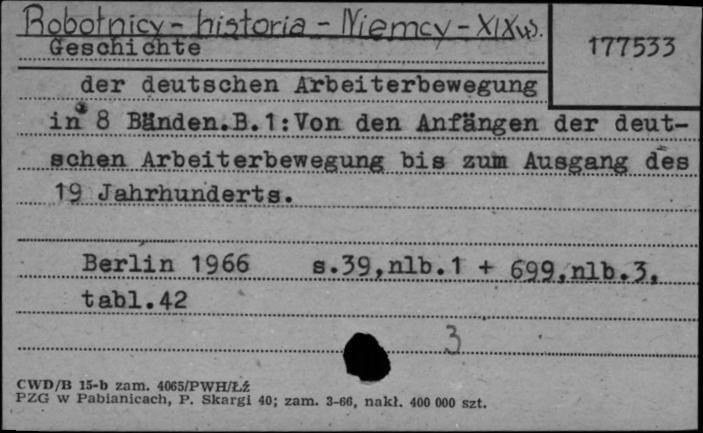 Robotnicy - historia - Niemcy - XIXw.
177533
Geschichte
der deutschen Arbeiterbewegung
in 8 Bänden.B.1:Von den Anfängen der deut-
schen Arbeiterbewegung bis zum Ausgang des
19 Jahrhunderts.
Berlin 1966 s.39,nlb.1 + 699,nlb.3,
tabl.42
3
CWD/B 15-b zam. 4065/PWH/Łź
PZG w Pabianicach, P. Skargi 40; zam. 3-66, nakł. 400 000 szt.